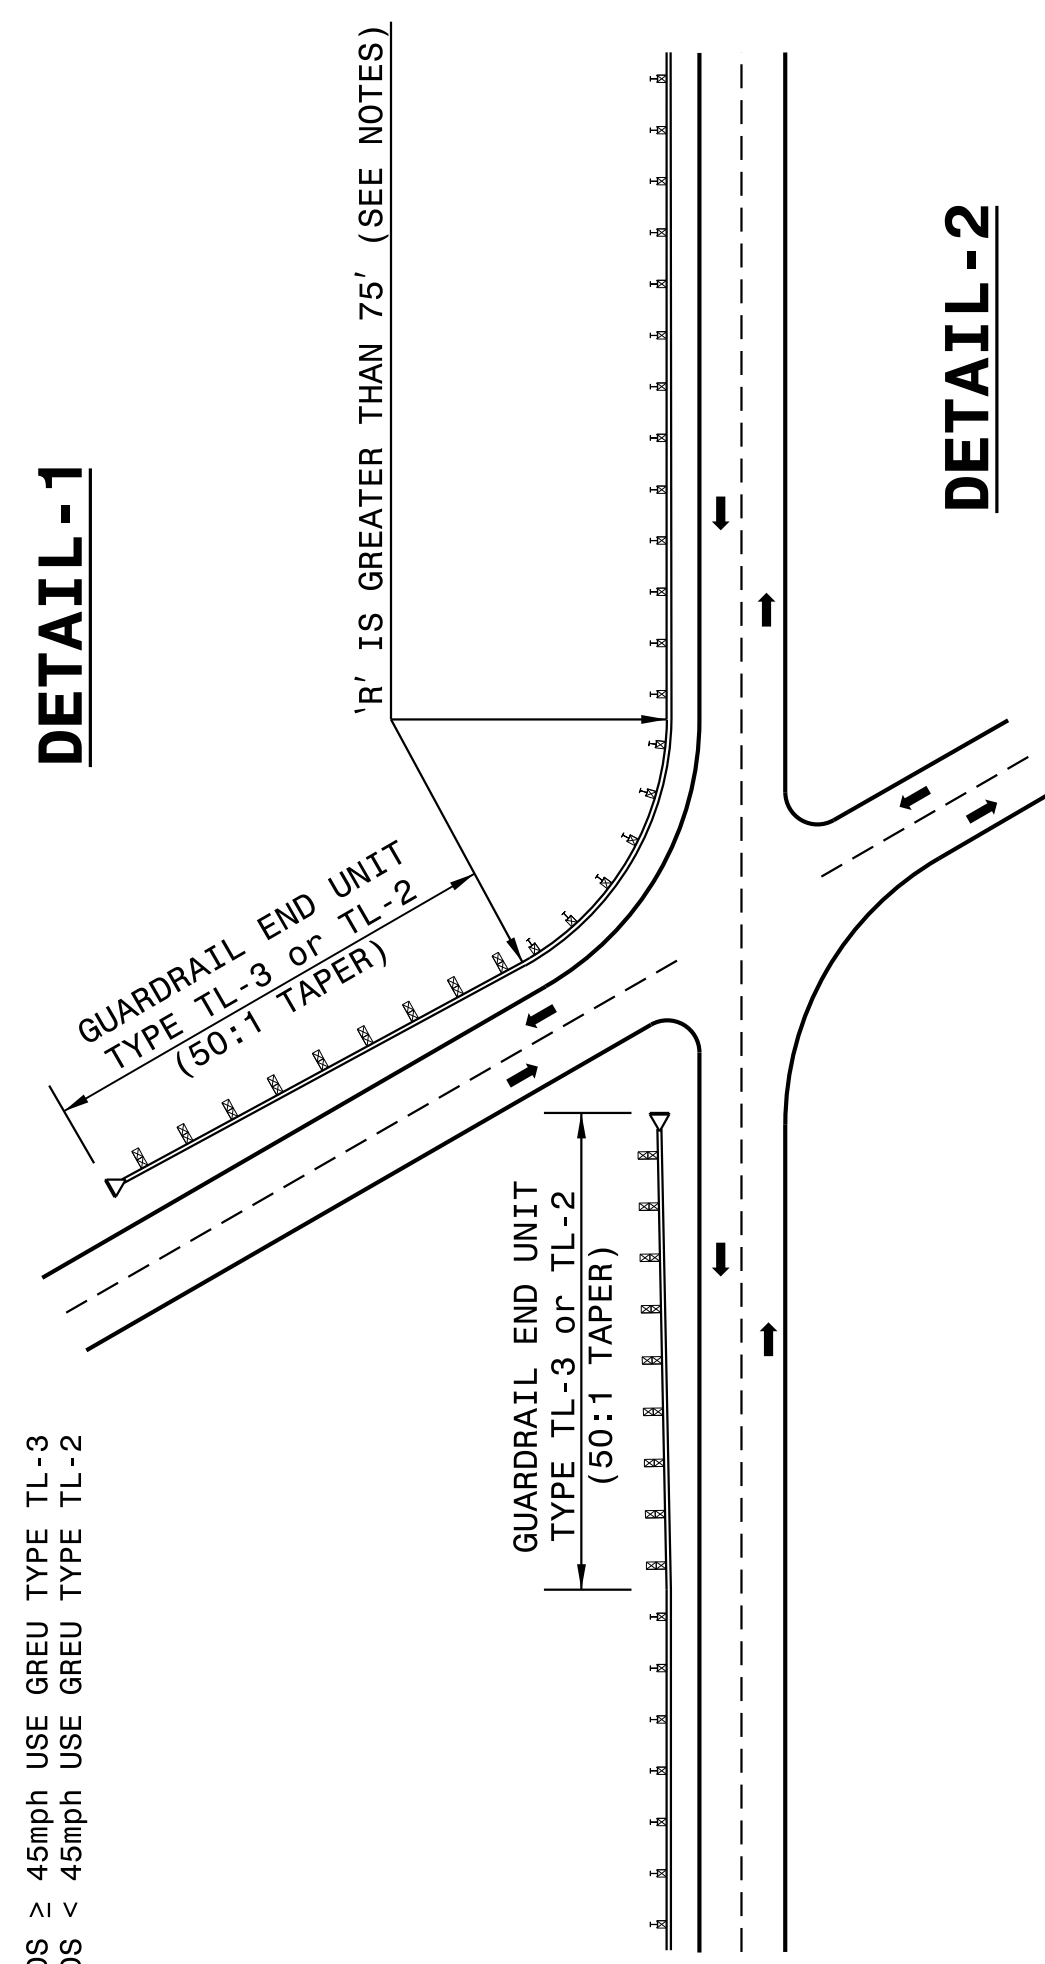 DETAIL-1
'R' IS GREATER THAN 75' (SEE NOTES)
GUARDRAIL END UNIT
TYPE TL-3 or TL-2
(50:1 TAPER)
GUARDRAIL END UNIT
TYPE TL-3 or TL-2
(50:1 TAPER)
≥ 45mph USE GREU TYPE TL-3
< 45mph USE GREU TYPE TL-2
DETAIL-2